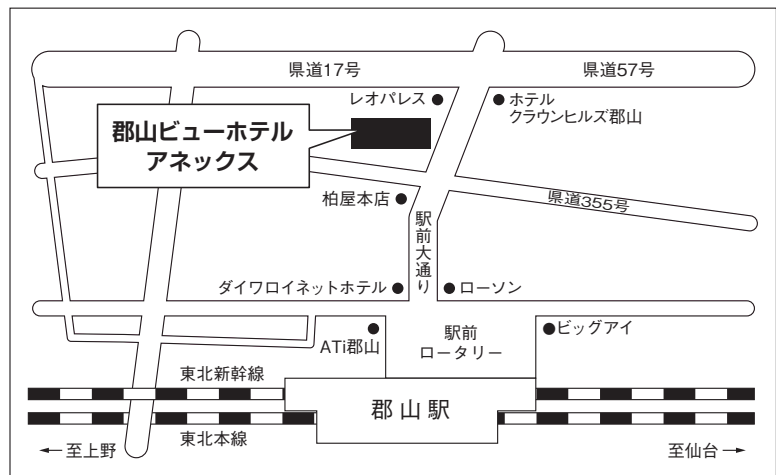 県道17号
県道57号
レオパレス
ホテル
クラウンヒルズ郡山
郡山ビューホテル
アネックス
県道355号
柏屋本店
駅前大通り
ダイワロイネットホテル
ローソン
ATi郡山
駅前
ロータリー
ビッグアイ
東北新幹線
郡山駅
東北本線
至上野
至仙台